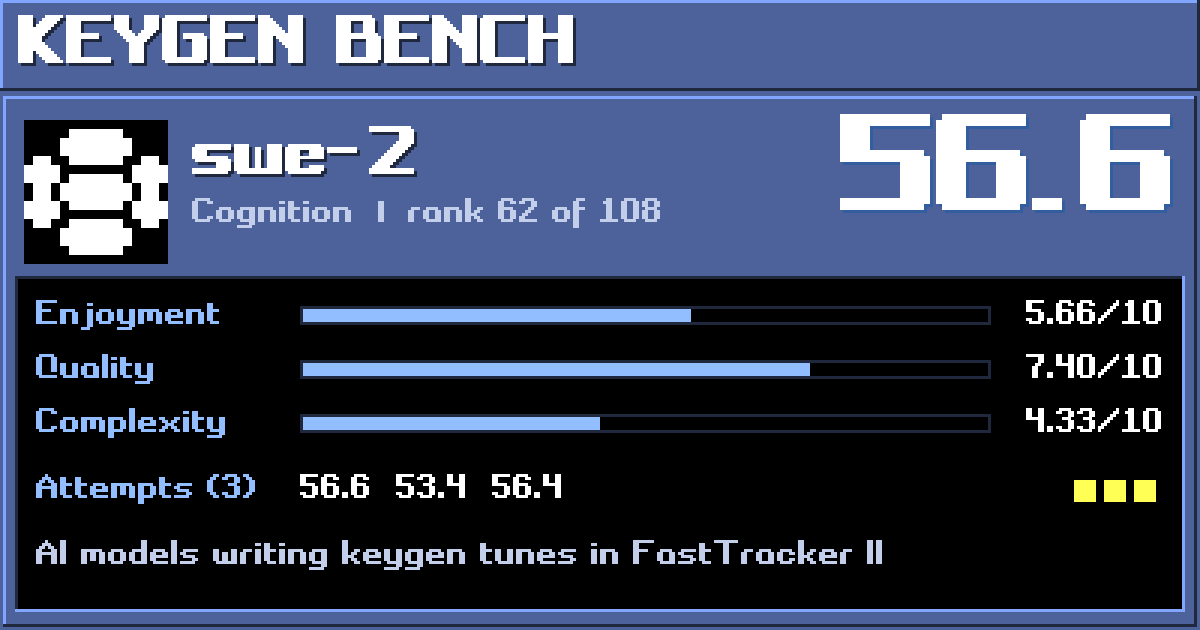 KEYGEN BENCH
swe-2
56.6
Cognition | rank 62 of 108
Enjoyment 5.66/10
Quality 7.40/10
Complexity 4.33/10
Attempts (3) 56.6 53.4 56.4
AI models writing keygen tunes in FastTracker II